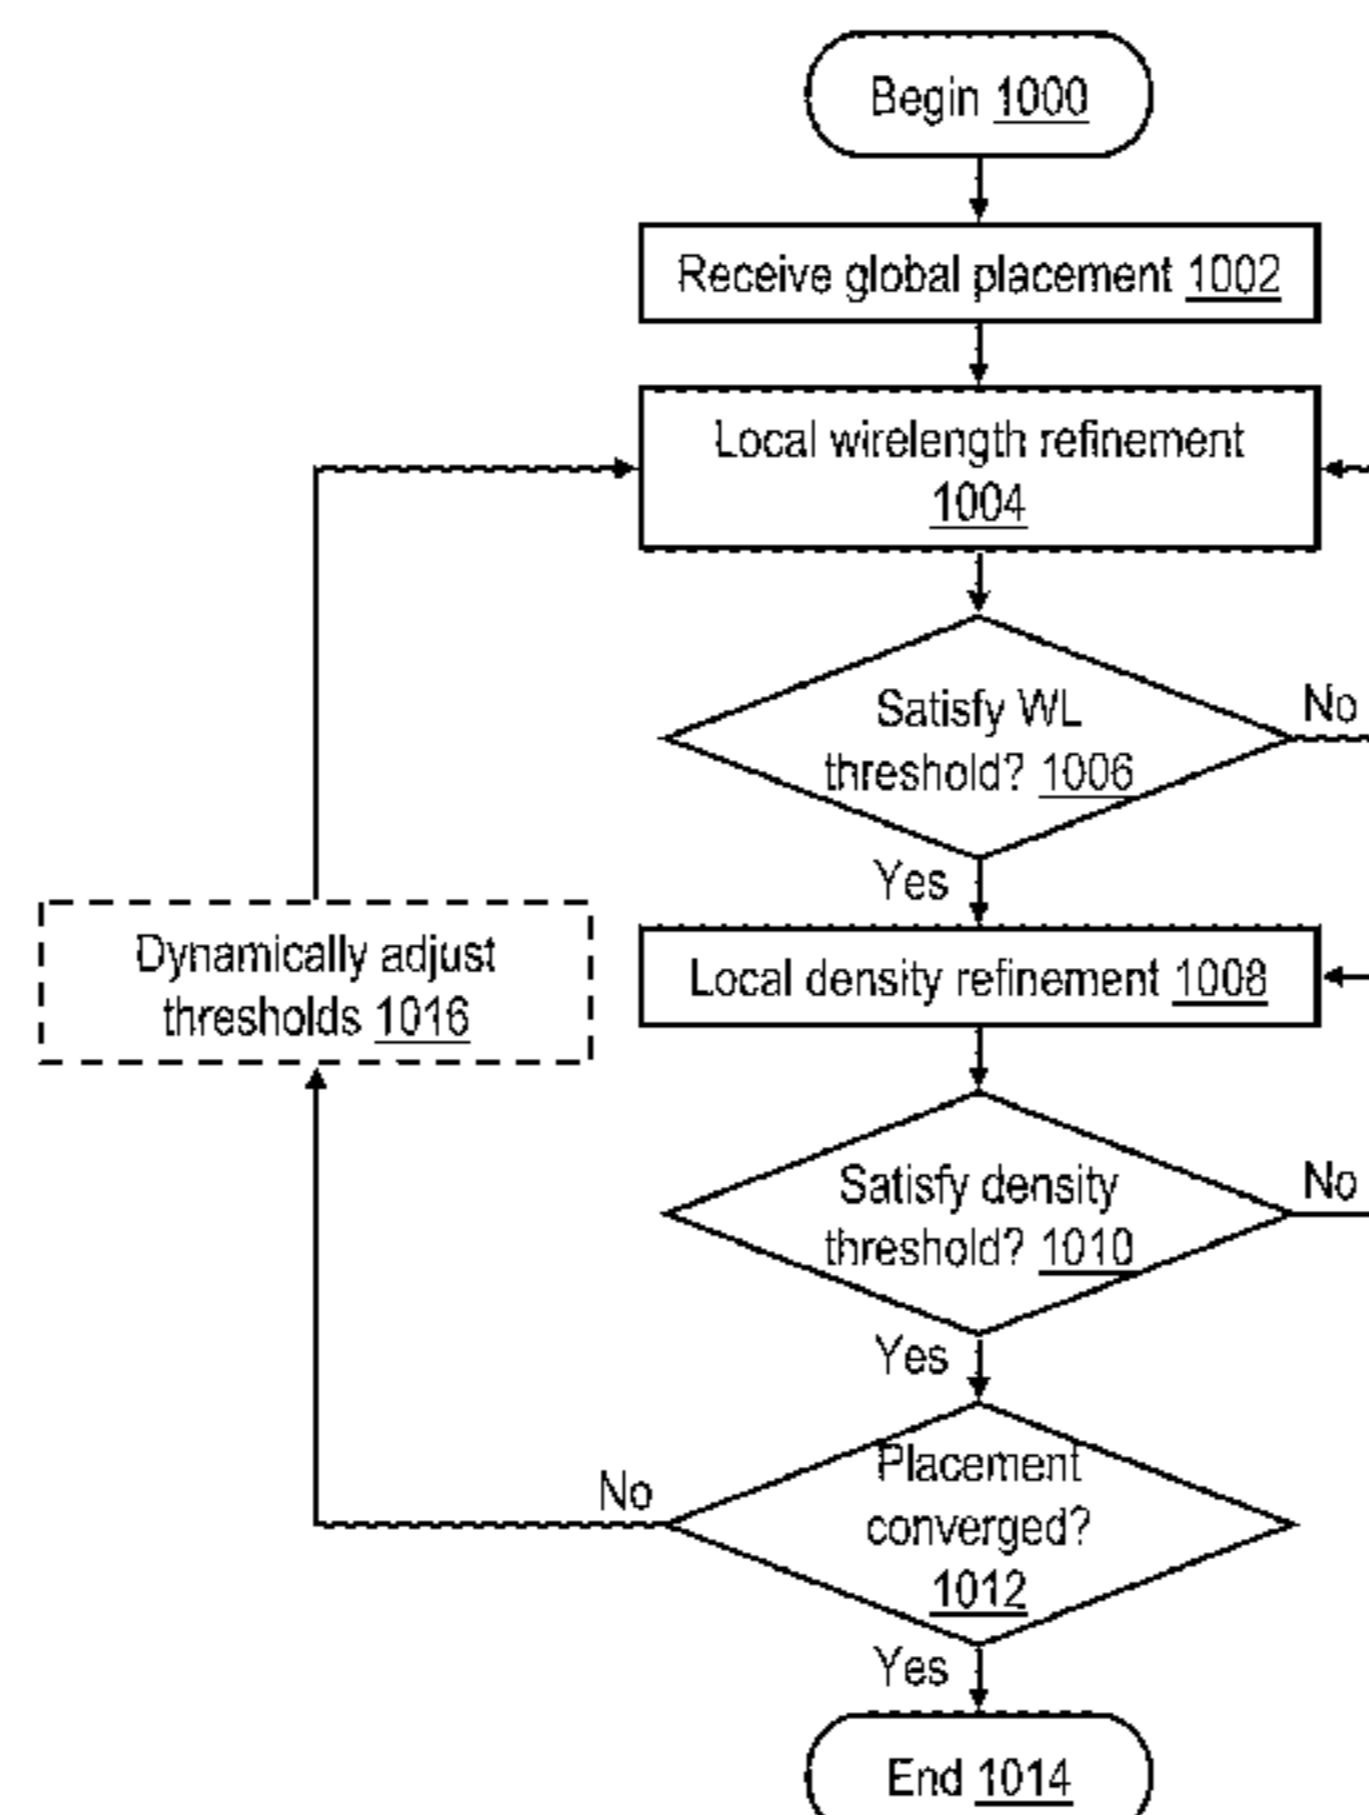 Begin 1000
Receive global placement 1002
Local wirelength refinement
1004
Satisfy WL
threshold? 1006
No
Yes
Dynamically adjust
thresholds 1016
Local density refinement 1008
Satisfy density
threshold? 1010
No
Yes
Placement
converged?
1012
No
Yes
End 1014